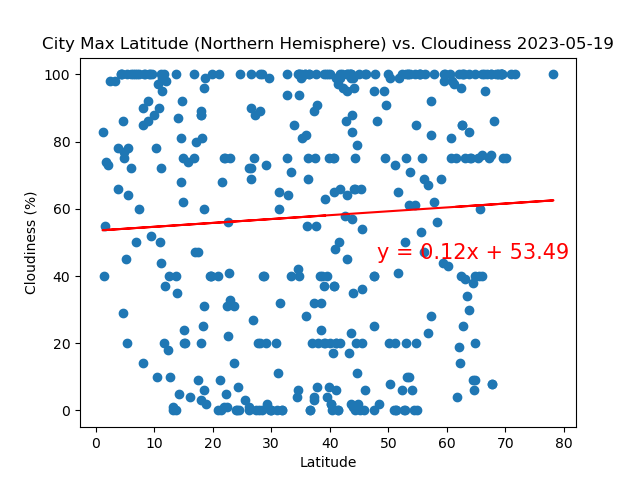 City Max Latitude (Northern Hemisphere) vs. Cloudiness 2023-05-19
100
80
60
40
20
0
Cloudiness (%)
y = 0.12x + 53.49
0 10 20 30 40 50 60 70 80
Latitude